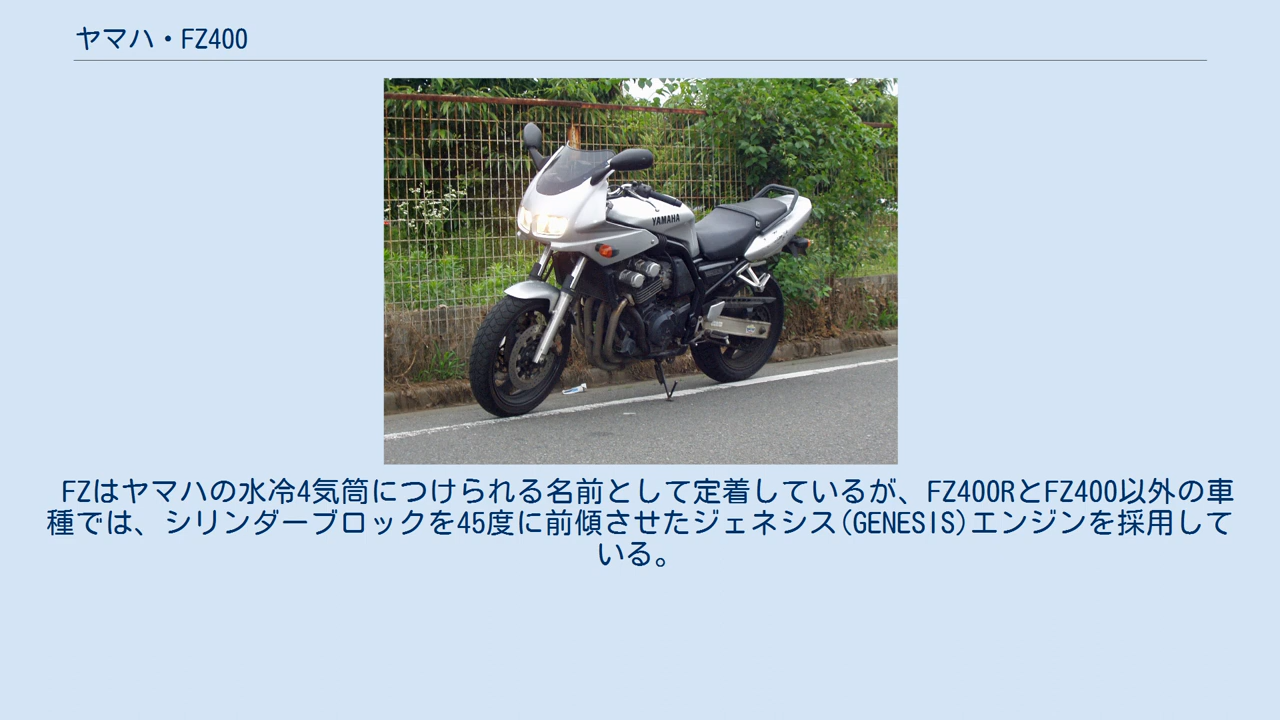 ヤマハ・FZ400
YAMAHA
FZはヤマハの水冷4気筒につけられる名前として定着しているが、FZ400RとFZ400以外の車
種では、シリンダーブロックを45度に前傾させたジェネシス(GENESIS)エンジンを採用して
いる。